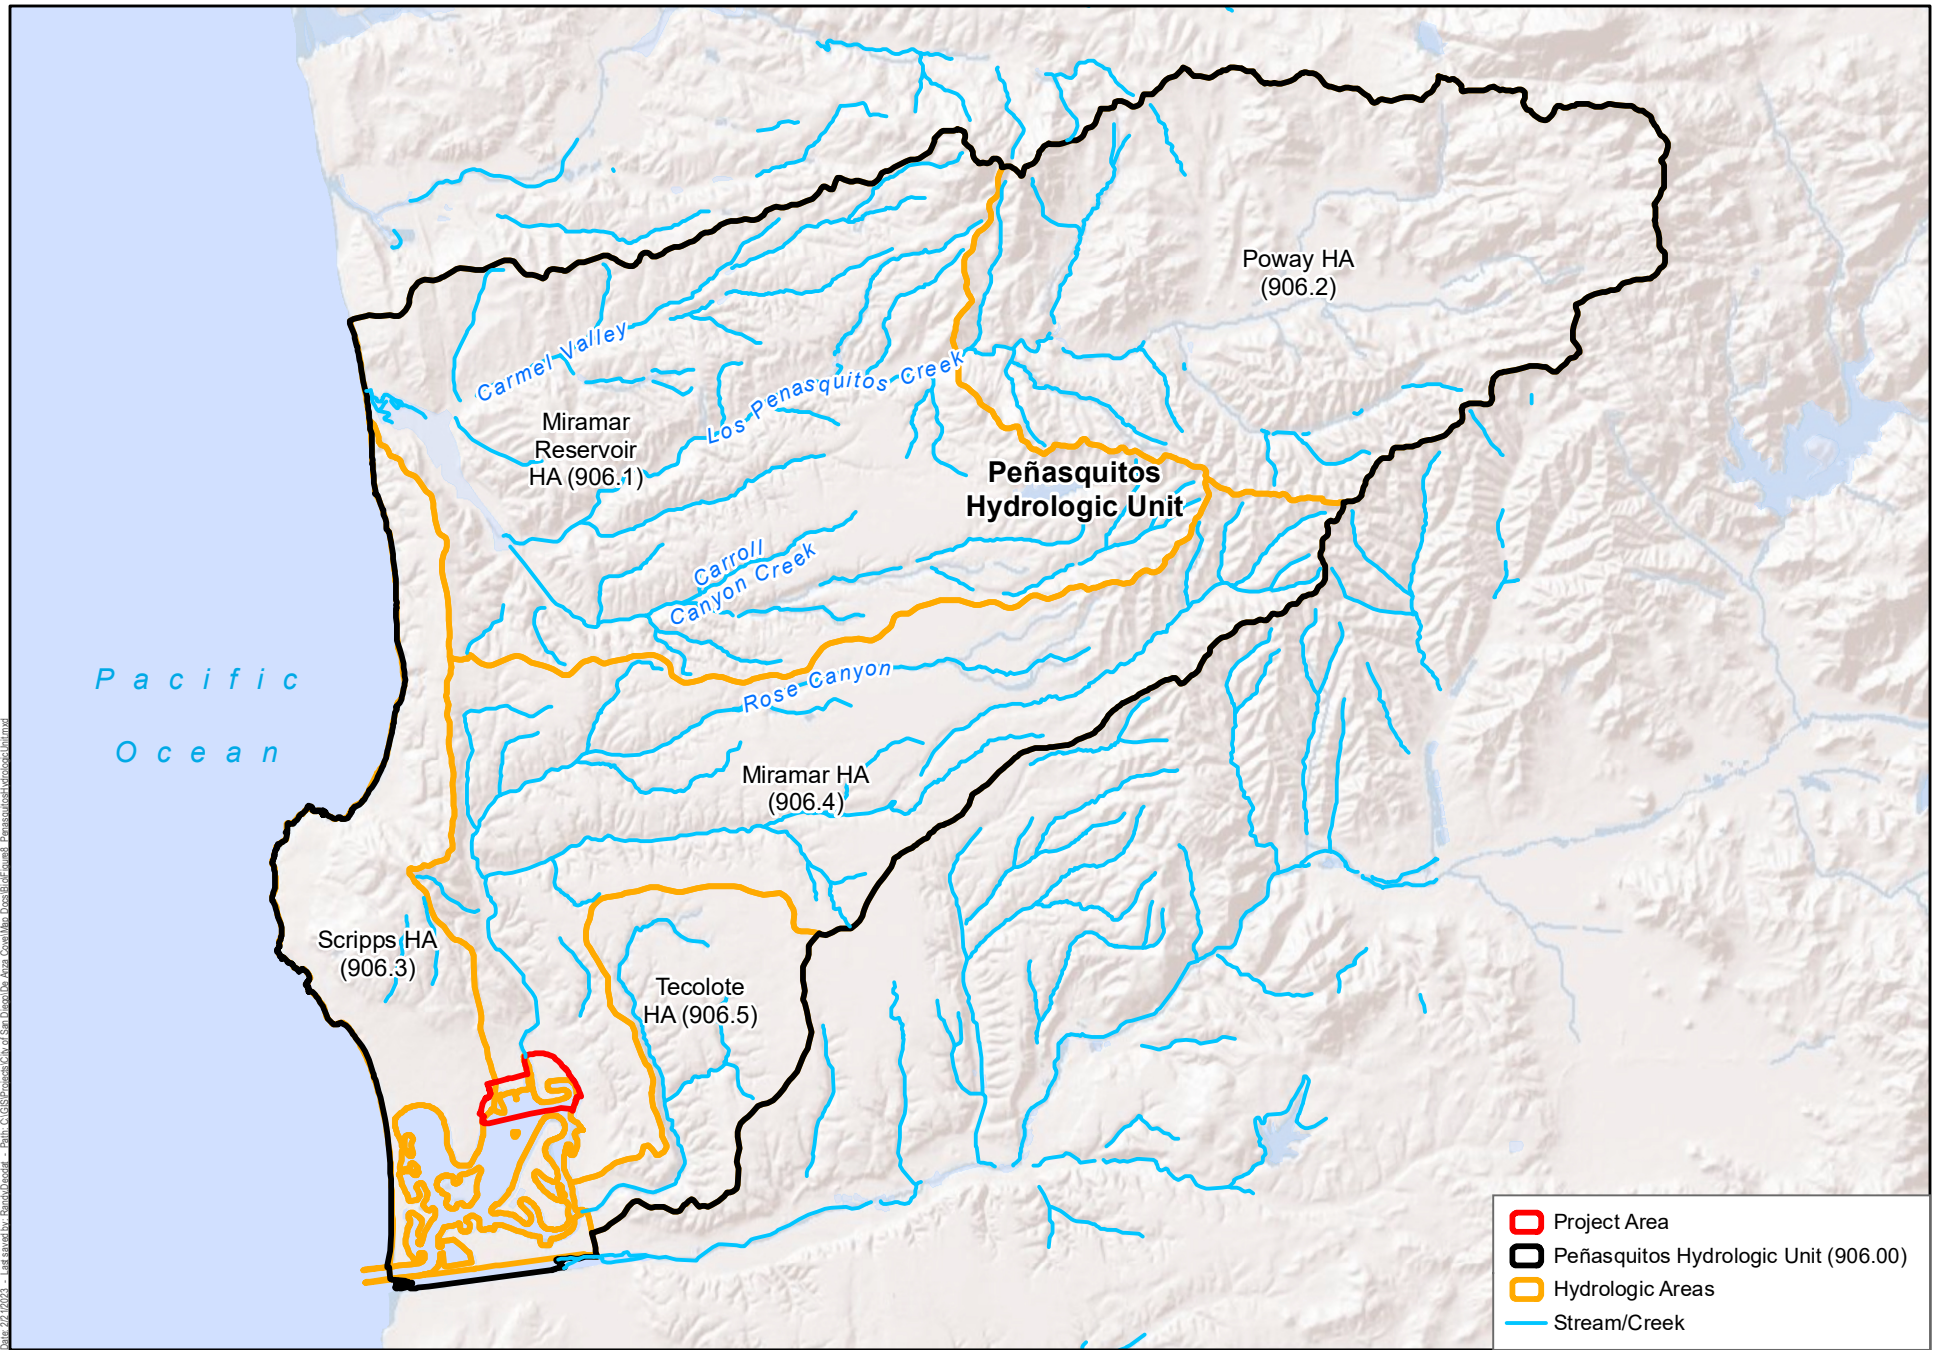 Poway HA
(906.2)
Carmel Valley
Los Penasquitos Creek
Miramar
Reservoir
HA (906.1)
Peñasquitos
Hydrologic Unit
Carroll
Canyon Creek
Pacific
Ocean
Rose Canyon
Miramar HA
(906.4)
Scripps HA
(906.3)
Tecolote
HA (906.5)
Project Area
Peñasquitos Hydrologic Unit (906.00)
Hydrologic Areas
Stream/Creek